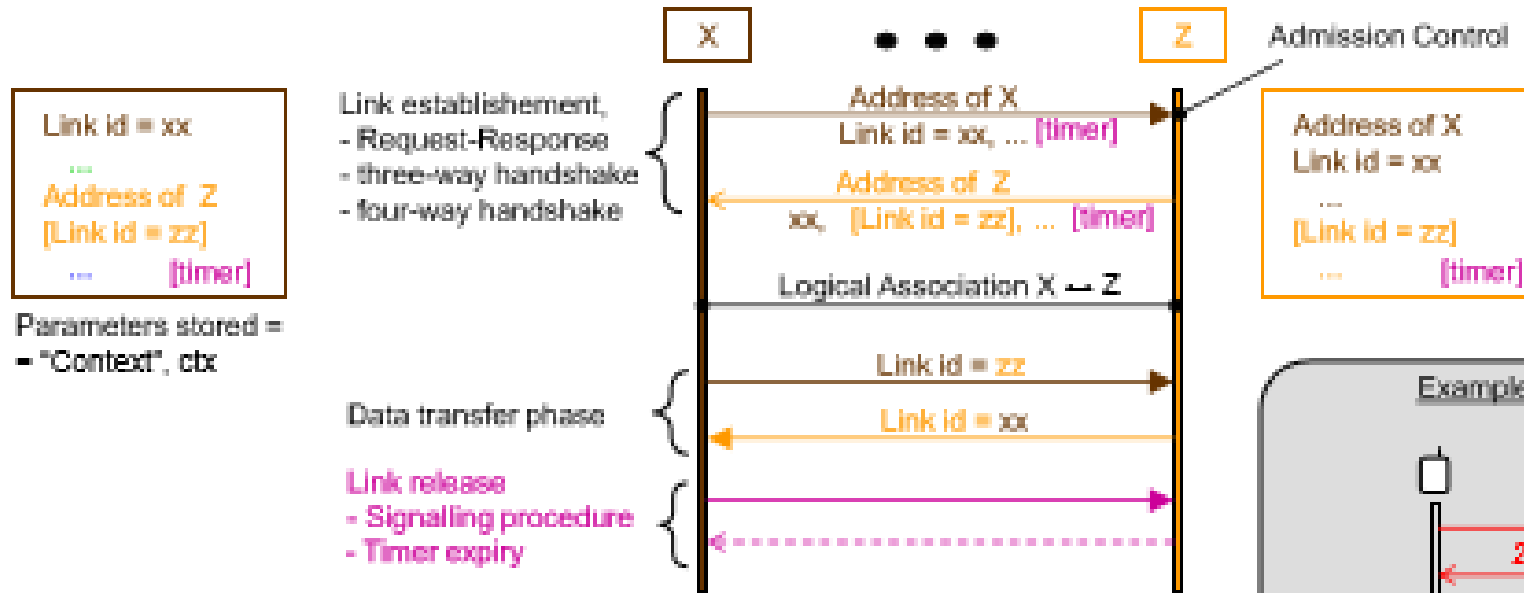 X
Z
Admission Control
Link id = xx
...
Address of Z
[Link id = zz]
... [timer]
Parameters stored =
= "Context", ctx
Link establishement,
- Request-Response
- three-way handshake
- four-way handshake
Address of X
Link id = xx, ... [timer]
Address of Z
xx, [Link id = zz], ... [timer]
Logical Association X ↔ Z
Address of X
Link id = xx
...
[Link id = zz]
... [timer]
Data transfer phase
Link id = zz
Link id = xx
Link release
- Signalling procedure
- Timer expiry
Example
2